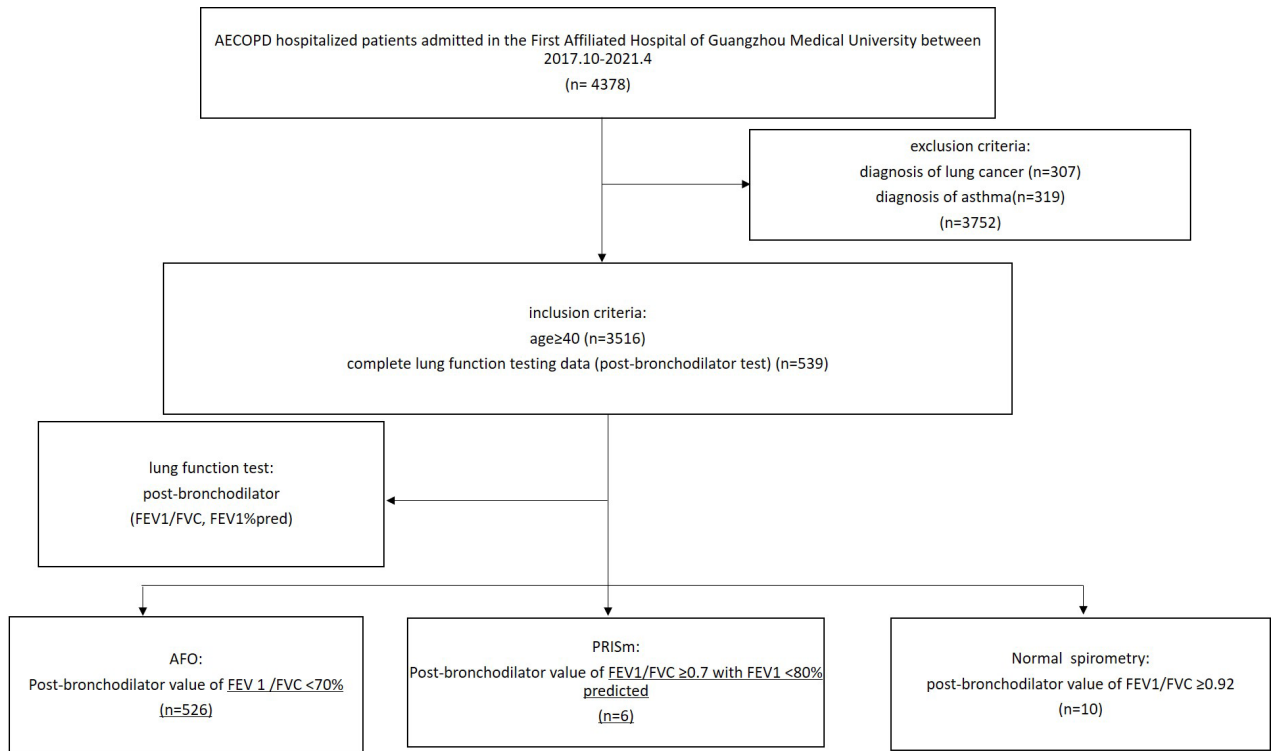 AECOPD hospitalized patients admitted in the First Affiliated Hospital of Guangzhou Medical University between
2017.10-2021.4
(n= 4378)
exclusion criteria:
diagnosis of lung cancer (n=307)
diagnosis of asthma(n=319)
(n=3752)
inclusion criteria:
age≥40 (n=3516)
complete lung function testing data (post-bronchodilator test) (n=539)
lung function test:
post-bronchodilator
(FEV1/FVC, FEV1%pred)
AFO:
Post-bronchodilator value of FEV 1 /FVC <70%
(n=526)
PRISm:
Post-bronchodilator value of FEV1/FVC ≥0.7 with FEV1 <80%
predicted
(n=6)
Normal spirometry:
post-bronchodilator value of FEV1/FVC ≥0.92
(n=10)